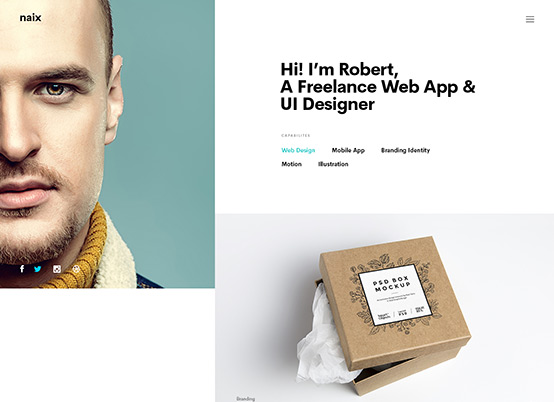 naix
Hi! I'm Robert,
A Freelance Web App &
UI Designer
CAPABILITES
Web Design Mobile App Branding Identity
Motion Illustration
PSD BOX
MOCKUP
Branding